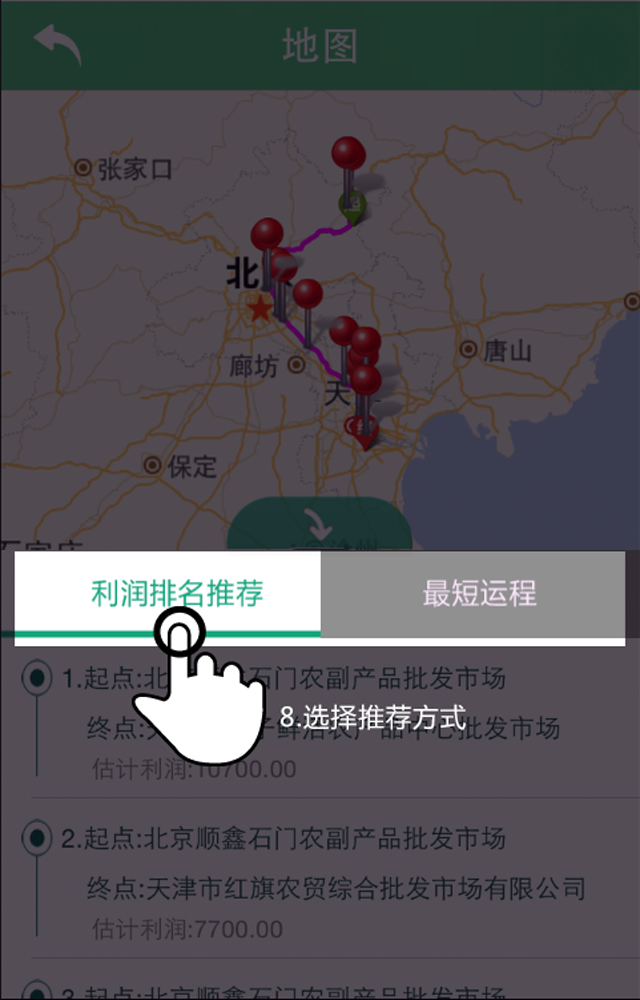 地图
张家口
北
唐山
廊坊
天
保定
利润排名推荐
最短运程
1.起点:北 石门农副产品批发市场
8.选择推荐方式
终点:天 子鲜活农产品中心批发市场
估计利润:10700.00
2.起点:北京顺鑫石门农副产品批发市场
终点:天津市红旗农贸综合批发市场有限公司
估计利润:7700.00
3.起点:北京顺鑫石门农副产品批发市场